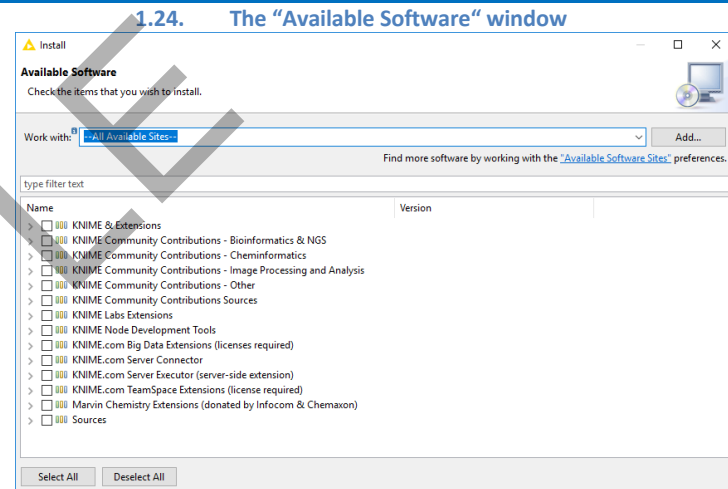 1.24. The “Available Software“ window
Install
Available Software
Check the items that you wish to install.
Work with: --All Available Sites--
Add...
Find more software by working with the "Available Software Sites" preferences.
type filter text
Name Version
KNIME & Extensions
KNIME Community Contributions - Bioinformatics & NGS
KNIME Community Contributions - Cheminformatics
KNIME Community Contributions - Image Processing and Analysis
KNIME Community Contributions - Other
KNIME Community Contributions Sources
KNIME Labs Extensions
KNIME Node Development Tools
KNIME.com Big Data Extensions (licenses required)
KNIME.com Server Connector
KNIME.com Server Executor (server-side extension)
KNIME.com TeamSpace Extensions (license required)
Marvin Chemistry Extensions (donated by Infocom & Chemaxon)
Sources
Select All Deselect All